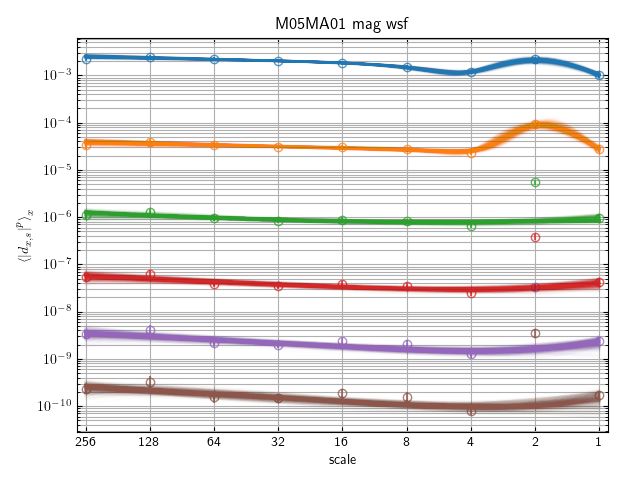 M05MA01 mag wsf
⟨|d_{x,s}|^p⟩_x
10^{-3}
10^{-4}
10^{-5}
10^{-6}
10^{-7}
10^{-8}
10^{-9}
10^{-10}
256 128 64 32 16 8 4 2 1
scale